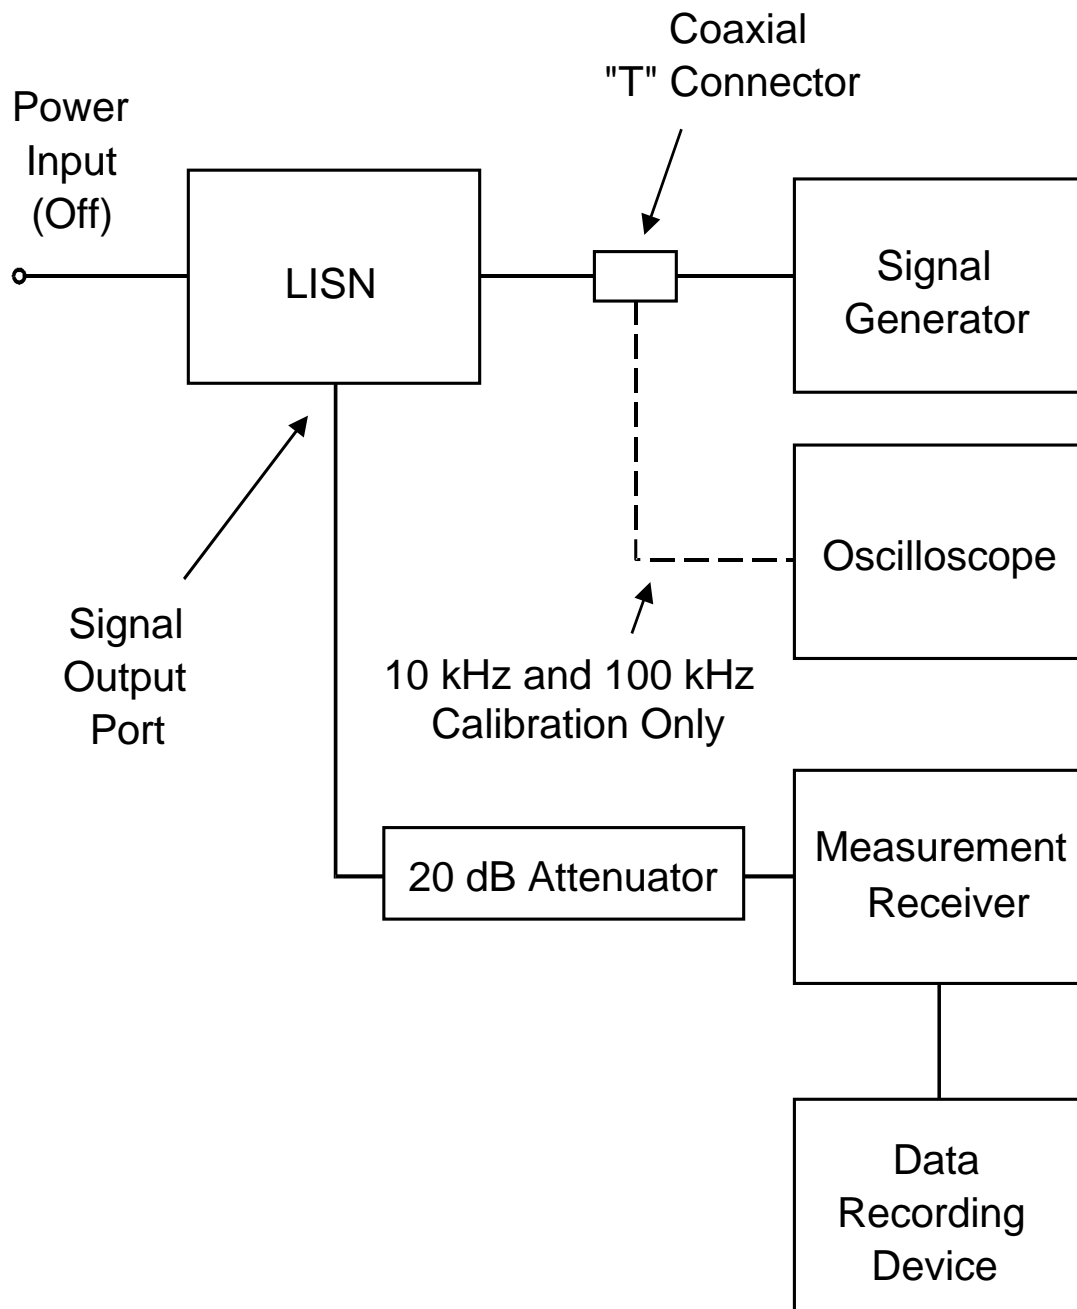 Coaxial
"T" Connector
Power
Input
(Off)
LISN
Signal
Generator
Oscilloscope
Signal
Output
Port
10 kHz and 100 kHz
Calibration Only
20 dB Attenuator
Measurement
Receiver
Data
Recording
Device